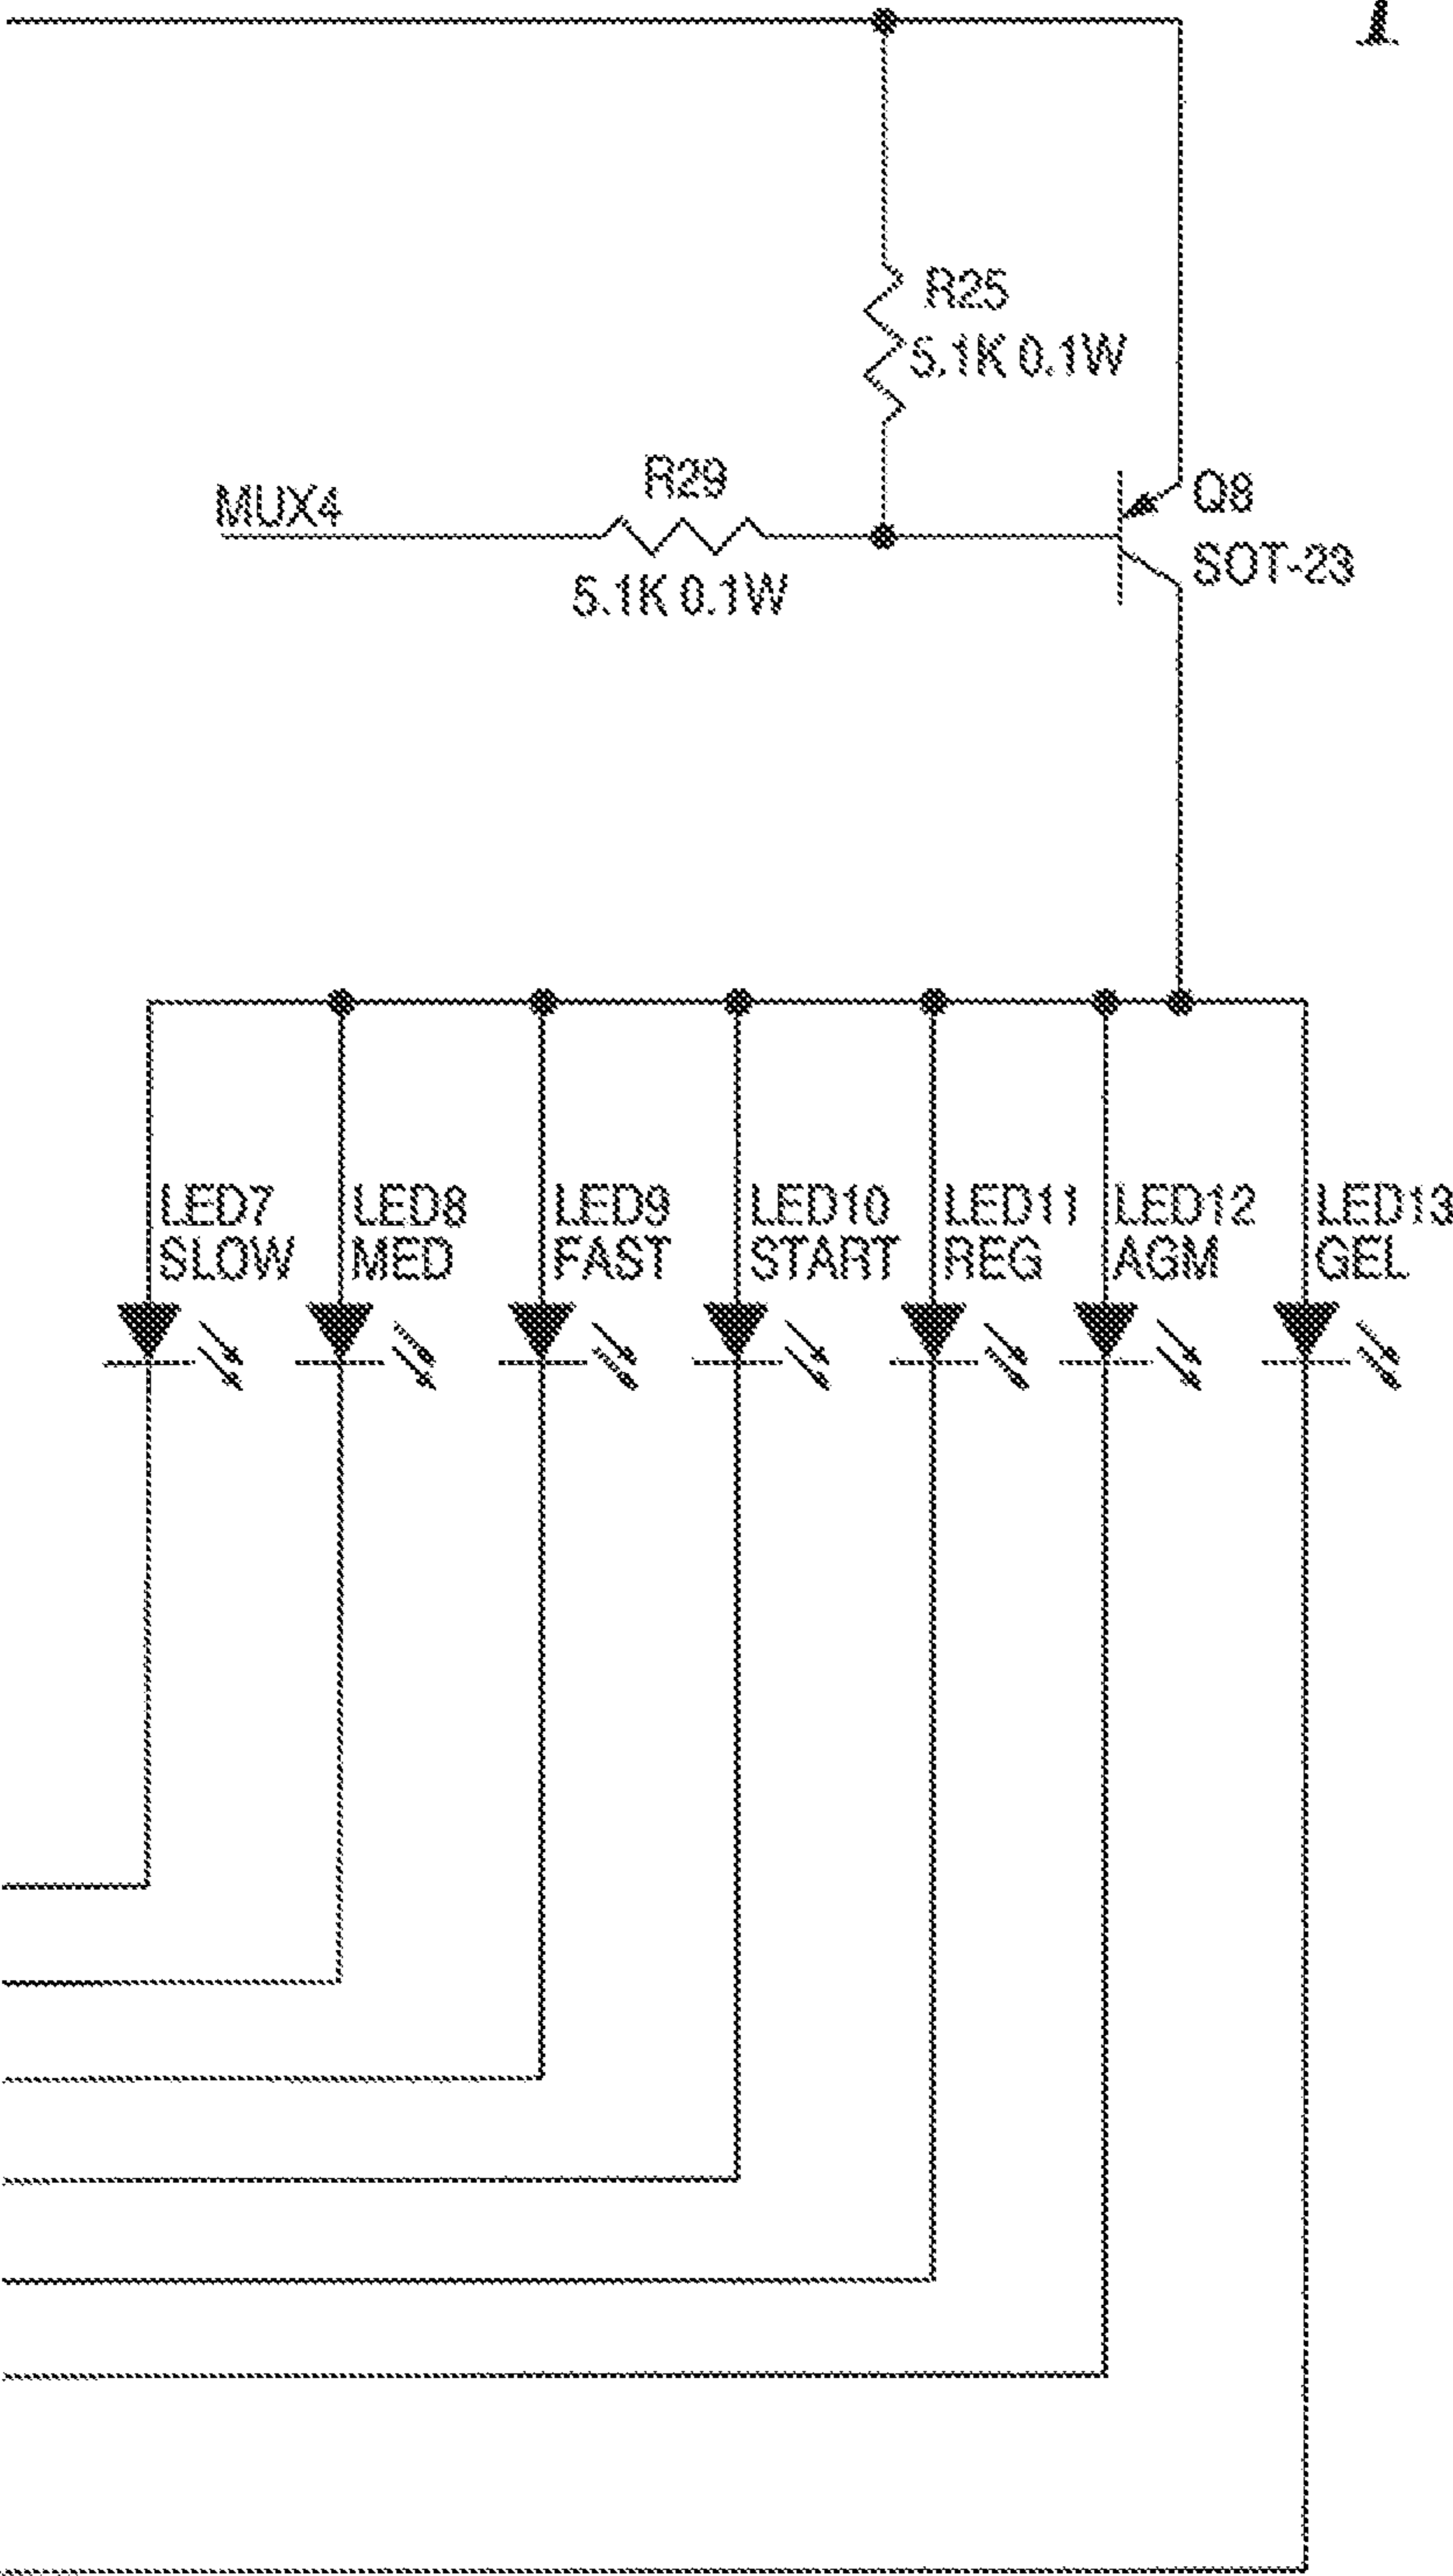 R25
5.1K 0.1W
R29
MUX4
5.1K 0.1W
Q8
SOT-23
LED7
SLOW
LED8
MED
LED9
FAST
LED10
START
LED11
REG
LED12
AGM
LED13
GEL